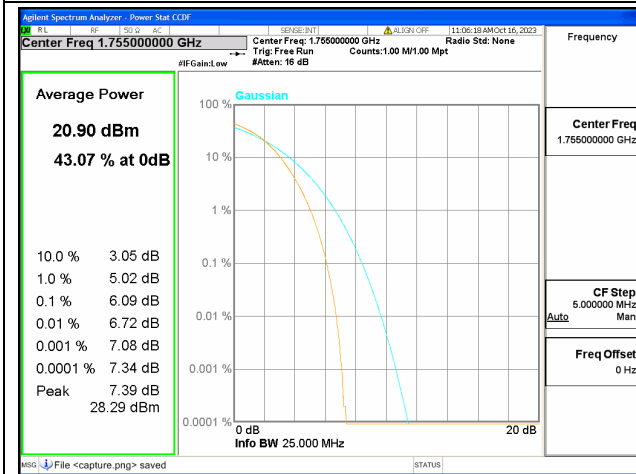 Agilent Spectrum Analyzer - Power Stat CCDF
RL RF 50 Ω AC SENSE:INT ALIGN OFF 11:06:18 AM Oct 16, 2023
Center Freq 1.755000000 GHz
Center Freq: 1.755000000 GHz Radio Std: None
Trig: Free Run Counts:1.00 M/1.00 Mpt
#IFGain:Low #Atten: 16 dB
Frequency
Average Power
20.90 dBm
43.07 % at 0dB
10.0 % 3.05 dB
1.0 % 5.02 dB
0.1 % 6.09 dB
0.01 % 6.72 dB
0.001 % 7.08 dB
0.0001 % 7.34 dB
Peak 7.39 dB
28.29 dBm
Gaussian
100 %
10 %
1 %
0.1 %
0.01 %
0.001 %
0.0001 %
0 dB 20 dB
Info BW 25.000 MHz
Center Freq
1.755000000 GHz
CF Step
5.000000 MHz
Auto Man
Freq Offset
0 Hz
MSG File <capture.png> saved STATUS